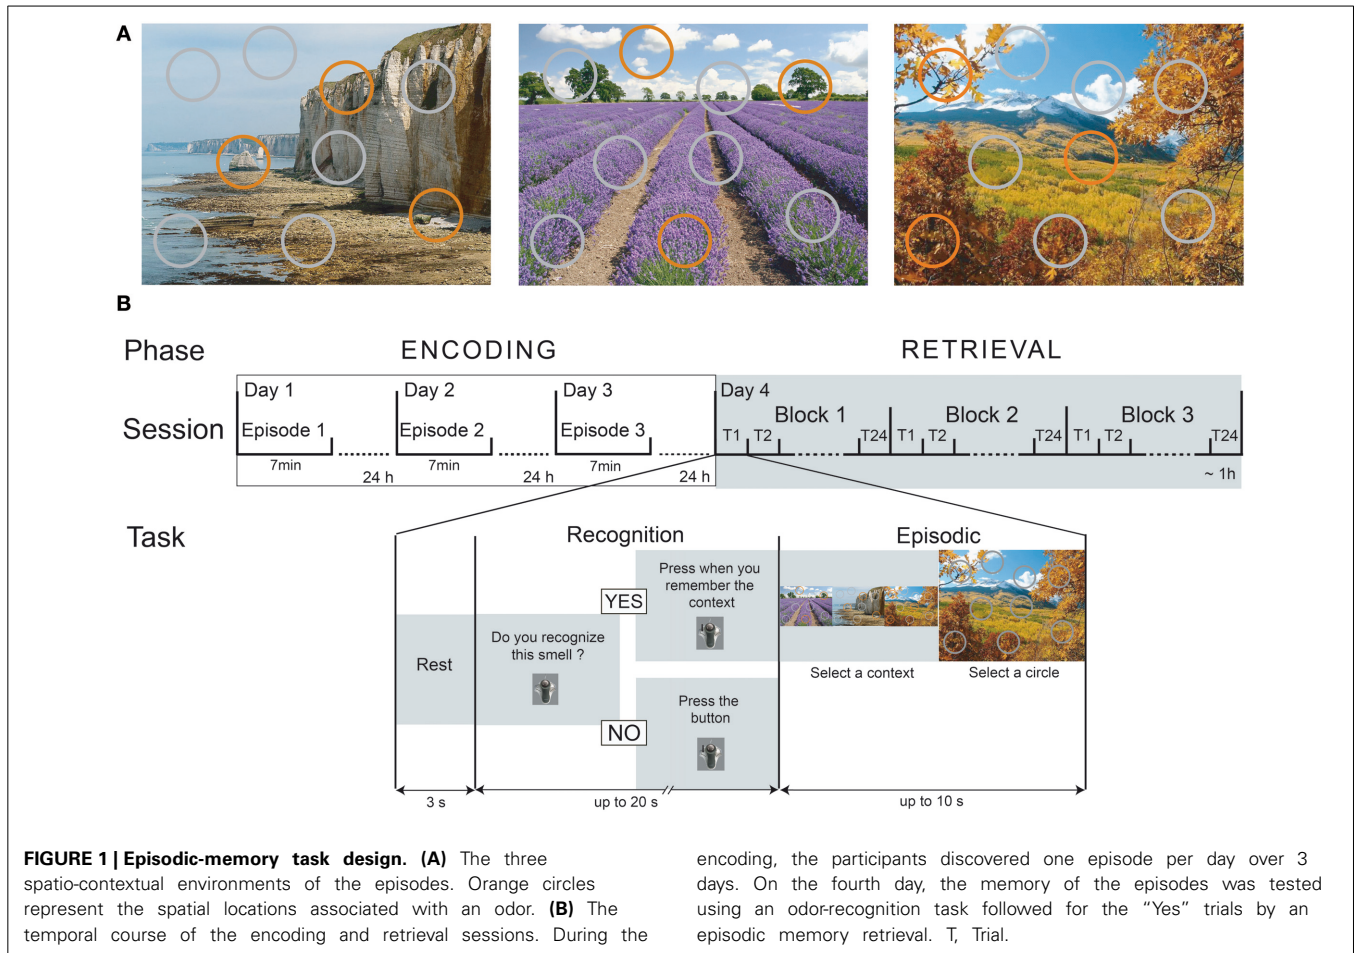 A
B
Phase
ENCODING
RETRIEVAL
Day 1
Day 2
Day 3
Day 4
Session
Episode 1
Episode 2
Episode 3
Block 1
Block 2
Block 3
T1
T2
T24
T1
T2
T24
T1
T2
T24
7min
24 h
7min
24 h
7min
24 h
~ 1h
Task
Recognition
Episodic
Rest
Do you recognize
this smell ?
YES
Press when you
remember the
context
NO
Press the
button
Select a context
Select a circle
3 s
up to 20 s
up to 10 s
FIGURE 1 | Episodic-memory task design. (A) The three
spatio-contextual environments of the episodes. Orange circles
represent the spatial locations associated with an odor. (B) The
temporal course of the encoding and retrieval sessions. During the
encoding, the participants discovered one episode per day over 3
days. On the fourth day, the memory of the episodes was tested
using an odor-recognition task followed for the “Yes” trials by an
episodic memory retrieval. T, Trial.